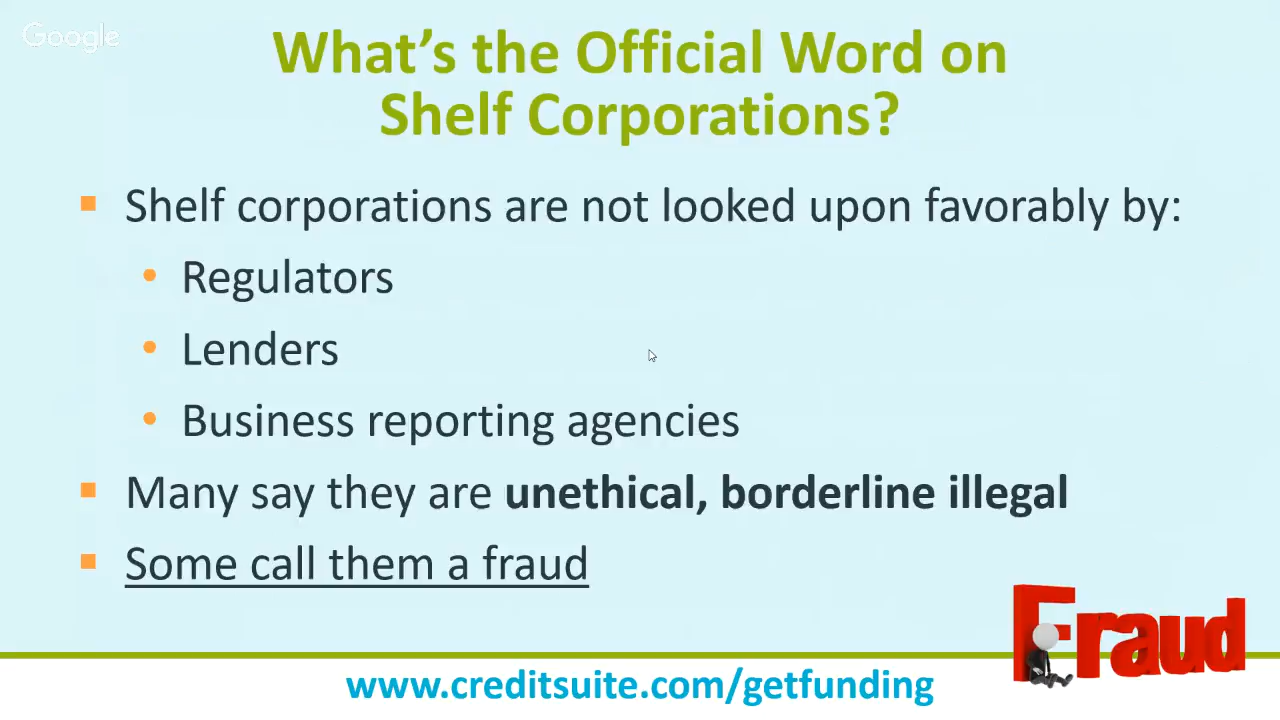 Google
What's the Official Word on
Shelf Corporations?
Shelf corporations are not looked upon favorably by:
Regulators
Lenders
Business reporting agencies
Many say they are unethical, borderline illegal
Some call them a fraud
Fraud
www.creditsuite.com/getfunding